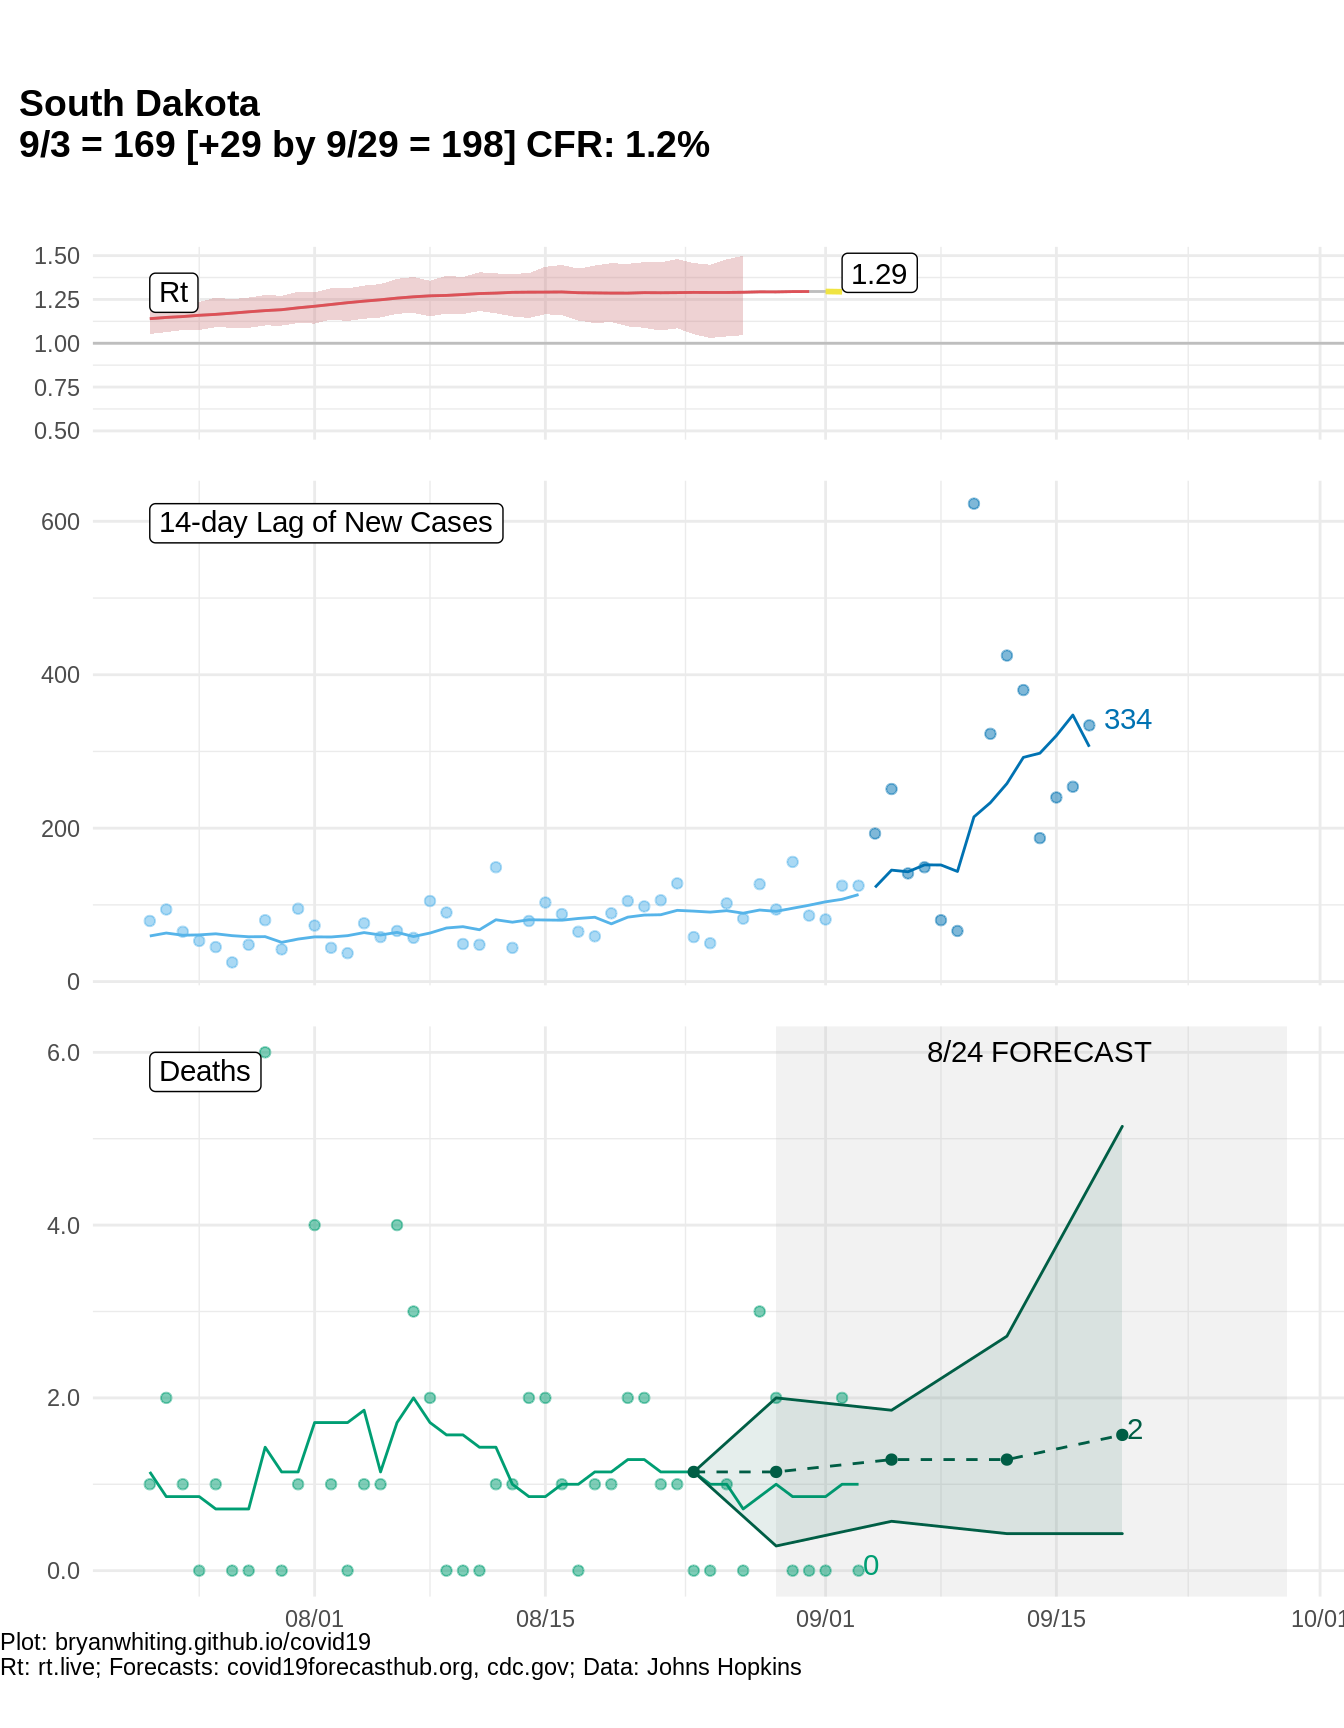 South Dakota
9/3 = 169 [+29 by 9/29 = 198] CFR: 1.2%
1.50
1.25
1.00
0.75
0.50
Rt
1.29
600
400
200
0
14-day Lag of New Cases
334
6.0
4.0
2.0
0.0
Deaths
8/24 FORECAST
2
0
08/01
08/15
09/01
09/15
10/01
Plot: bryanwhiting.github.io/covid19
Rt: rt.live; Forecasts: covid19forecasthub.org, cdc.gov; Data: Johns Hopkins